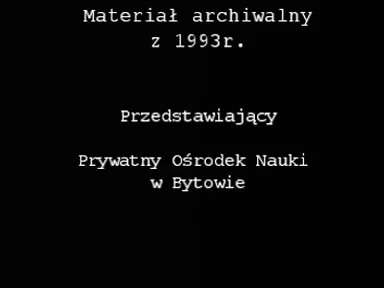 Materiał archiwalny
z 1993r.
Przedstawiający
Prywatny Ośrodek Nauki
w Bytowie